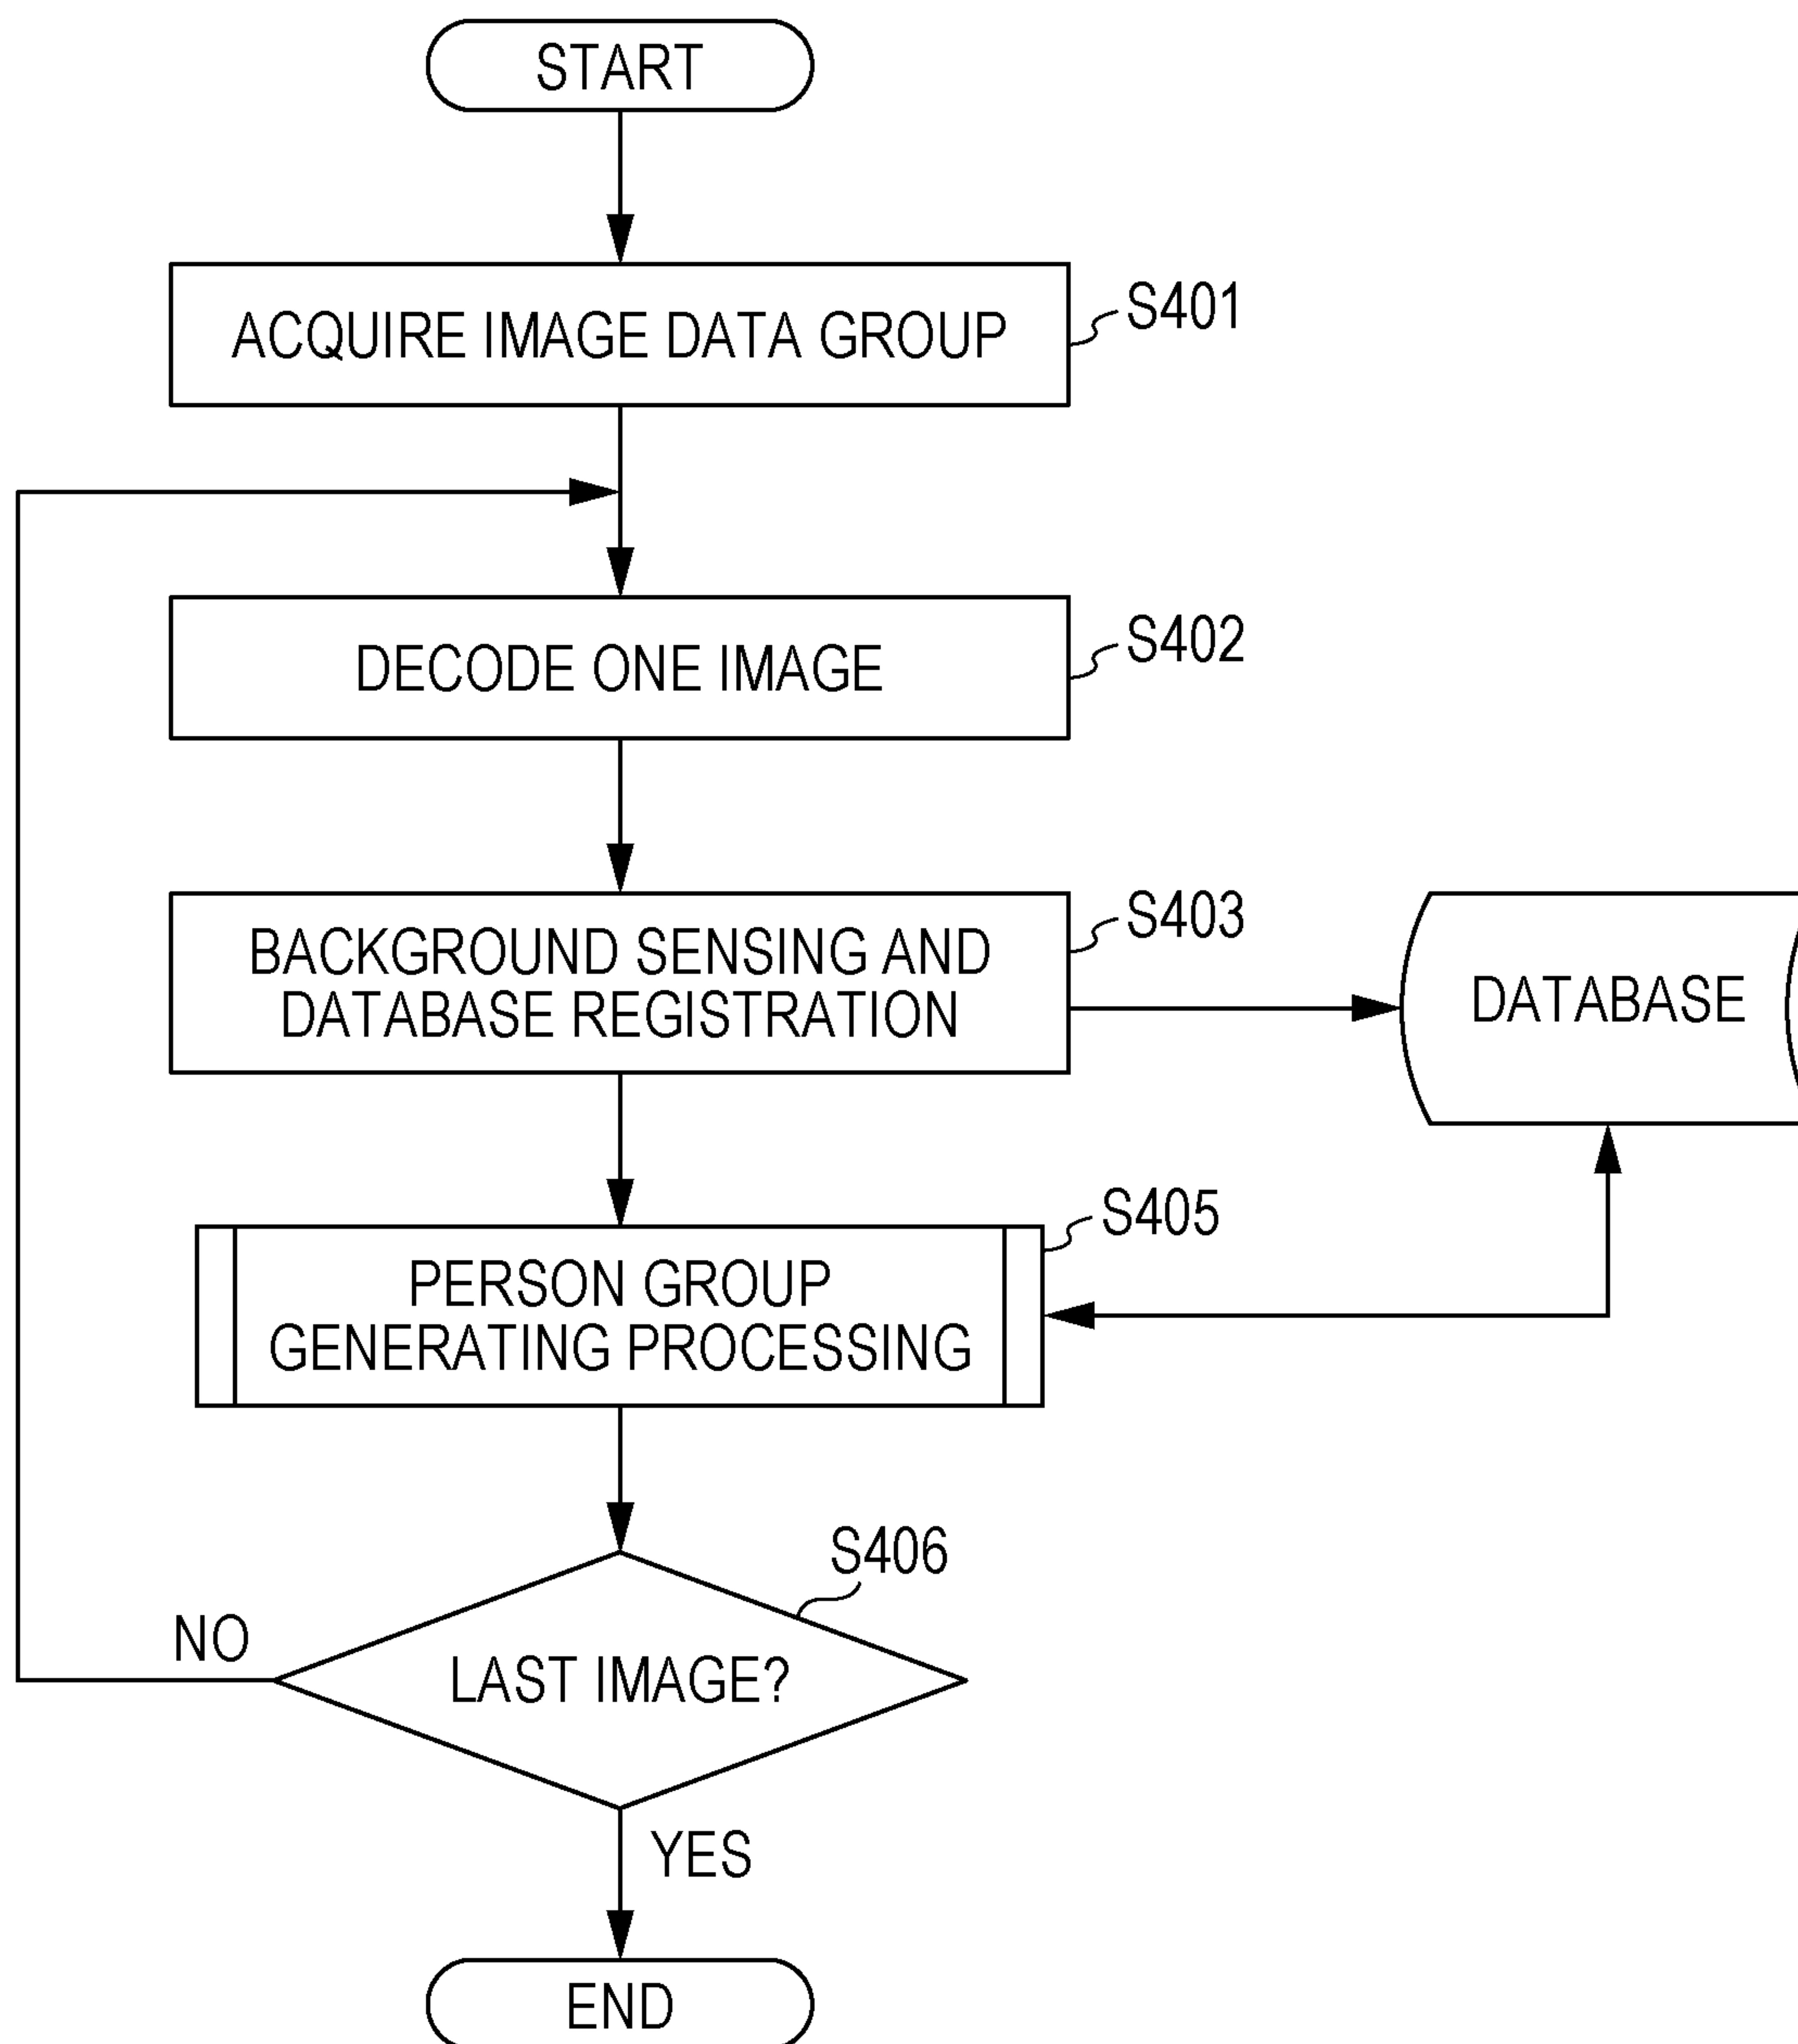 START
ACQUIRE IMAGE DATA GROUP
S401
DECODE ONE IMAGE
S402
BACKGROUND SENSING AND
DATABASE REGISTRATION
S403
DATABASE
PERSON GROUP
GENERATING PROCESSING
S405
S406
LAST IMAGE?
NO
YES
END